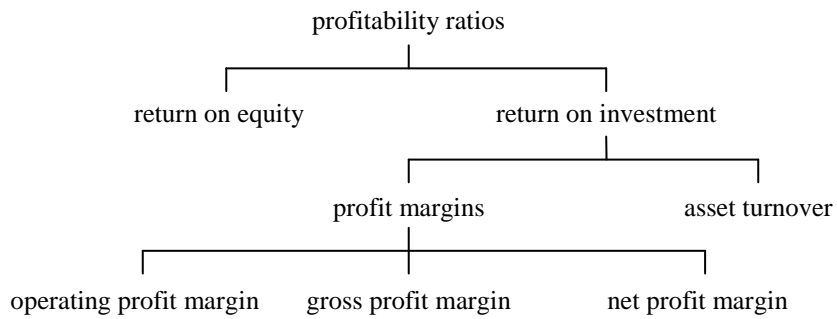 profitability ratios
return on equity
return on investment
profit margins
asset turnover
operating profit margin
gross profit margin
net profit margin